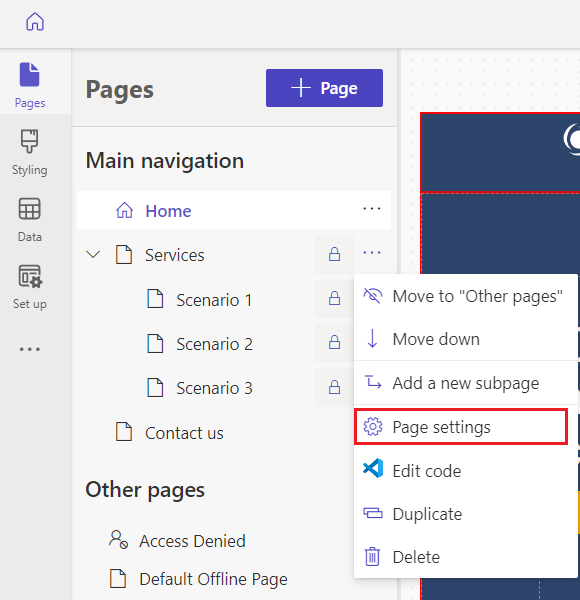 Pages
Page
Pages
Main navigation
Styling
Home
Data
Services
Set up
Scenario 1
Scenario 2
Scenario 3
Contact us
Other pages
Access Denied
Default Offline Page
Move to "Other pages"
Move down
Add a new subpage
Page settings
Edit code
Duplicate
Delete